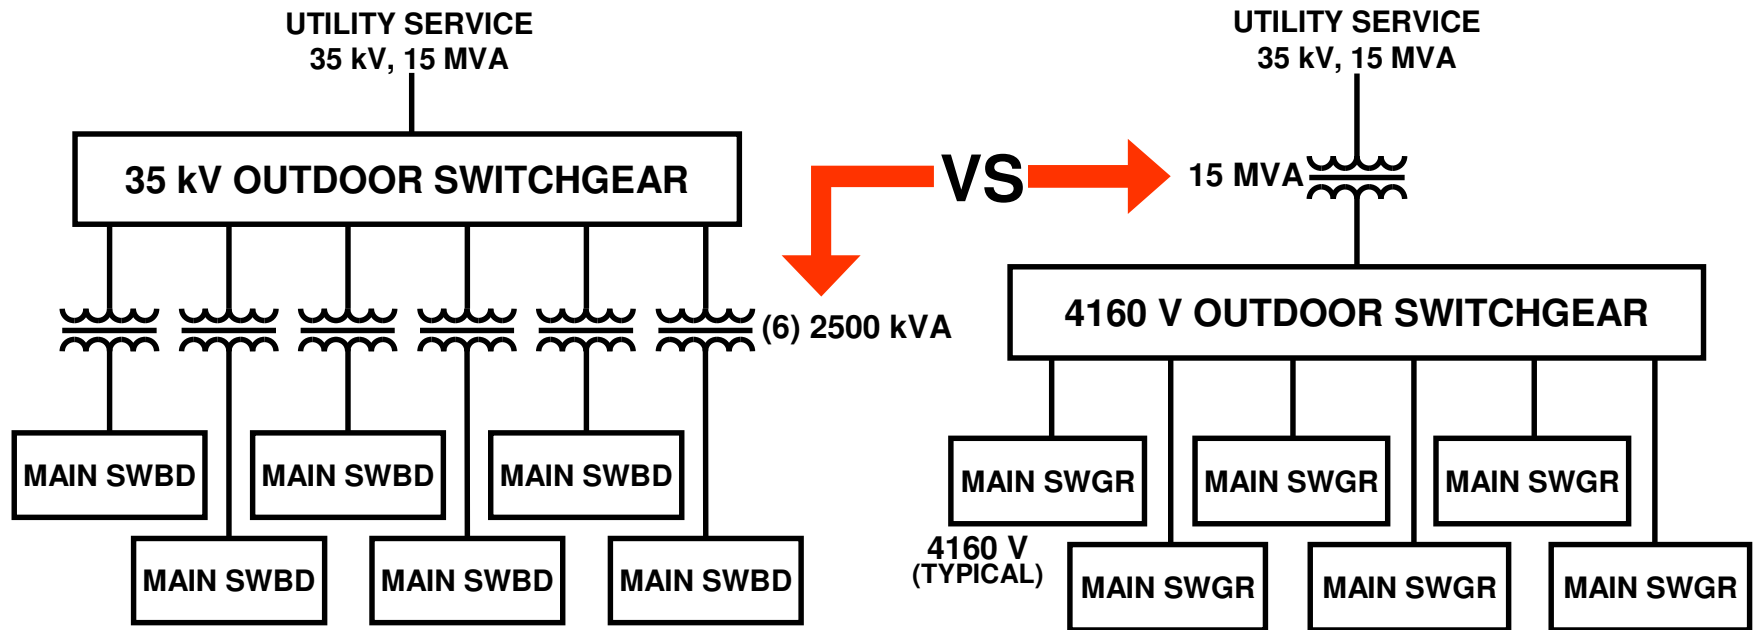 UTILITY SERVICE
35 kV, 15 MVA
35 kV OUTDOOR SWITCHGEAR
(6) 2500 kVA
MAIN SWBD
MAIN SWBD
MAIN SWBD
MAIN SWBD
MAIN SWBD
MAIN SWBD
VS
UTILITY SERVICE
35 kV, 15 MVA
15 MVA
4160 V OUTDOOR SWITCHGEAR
MAIN SWGR
MAIN SWGR
MAIN SWGR
4160 V
(TYPICAL)
MAIN SWGR
MAIN SWGR
MAIN SWGR